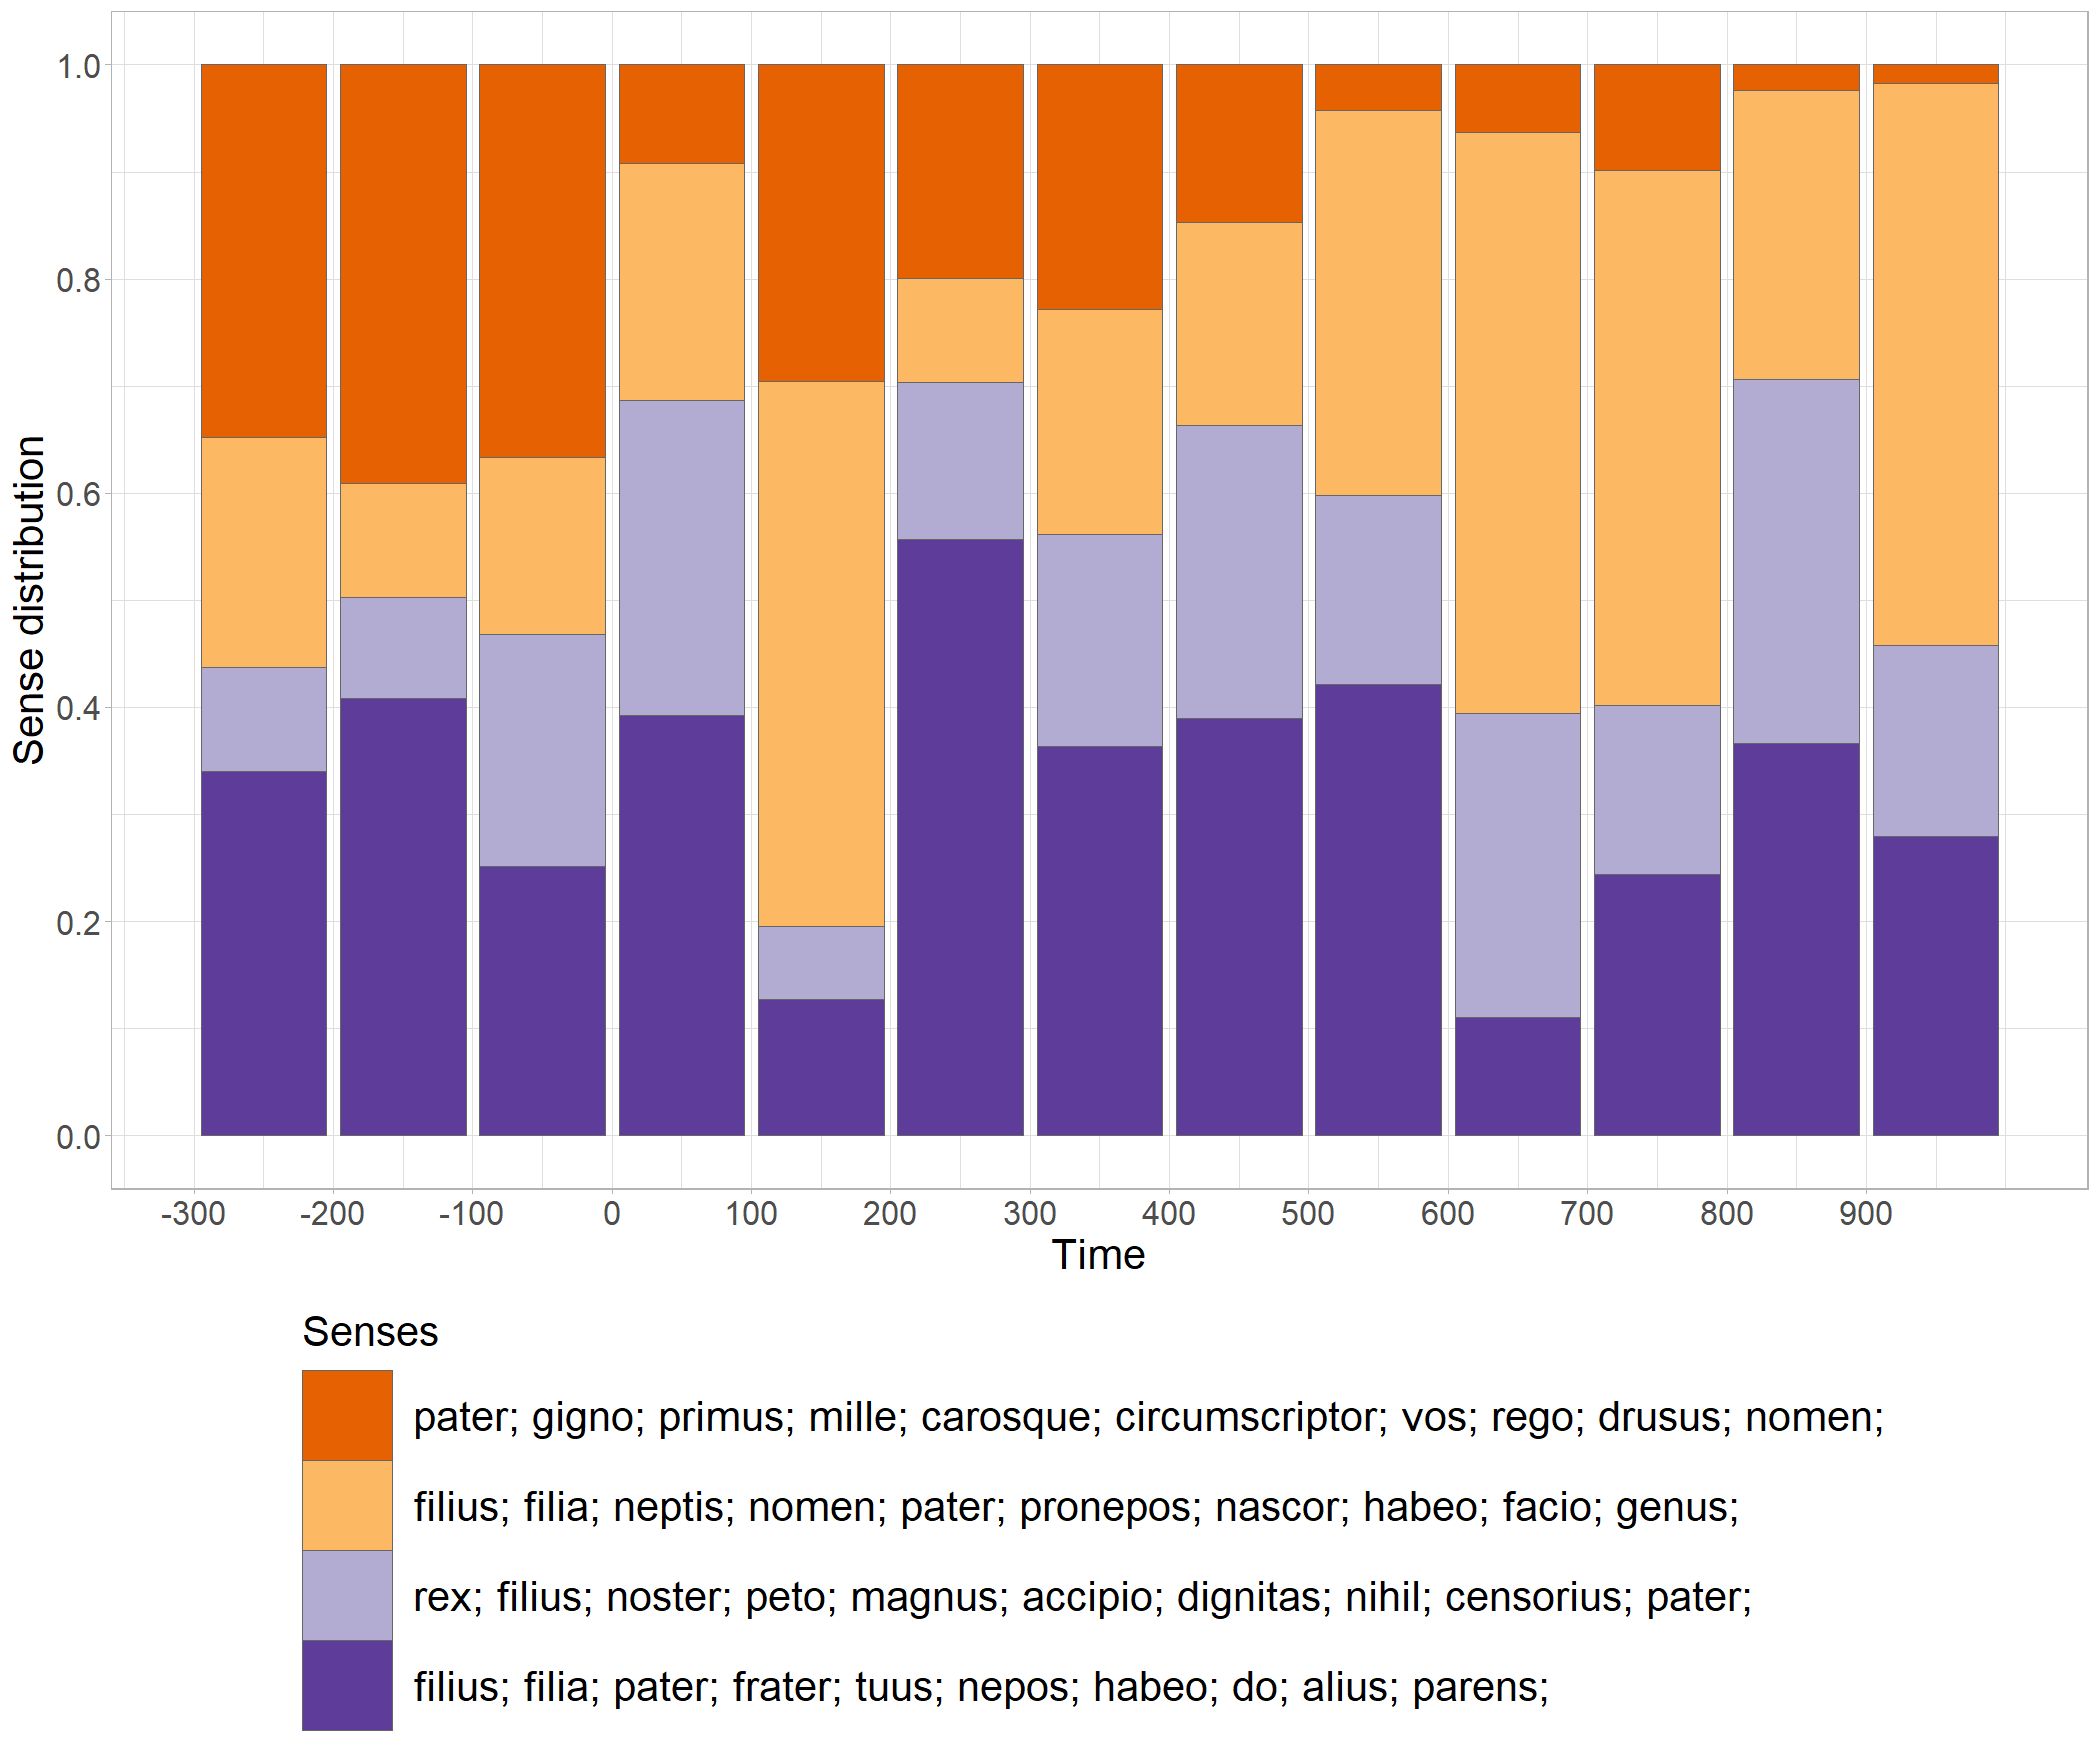 1.0
0.8
0.6
0.4
0.2
0.0
Sense distribution
-300 -200 -100 0 100 200 300 400 500 600 700 800 900
Time
Senses
pater; gigno; primus; mille; carosque; circumscriptor; vos; rego; drusus; nomen;
filius; filia; neptis; nomen; pater; pronepos; nascor; habeo; facio; genus;
rex; filius; noster; peto; magnus; accipio; dignitas; nihil; censorius; pater;
filius; filia; pater; frater; tuus; nepos; habeo; do; alius; parens;